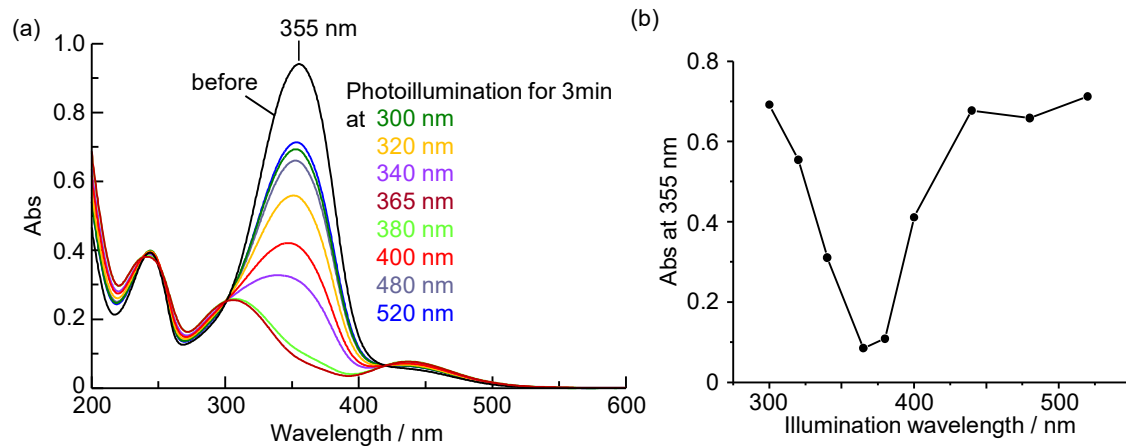 (a)
355 nm
before
Photoillumination for 3min
at 300 nm
320 nm
340 nm
365 nm
380 nm
400 nm
480 nm
520 nm
1.0
0.8
0.6
0.4
0.2
0
Abs
200 300 400 500 600
Wavelength / nm
(b)
0.8
0.6
0.4
0.2
0
Abs at 355 nm
300 400 500
Illumination wavelength / nm